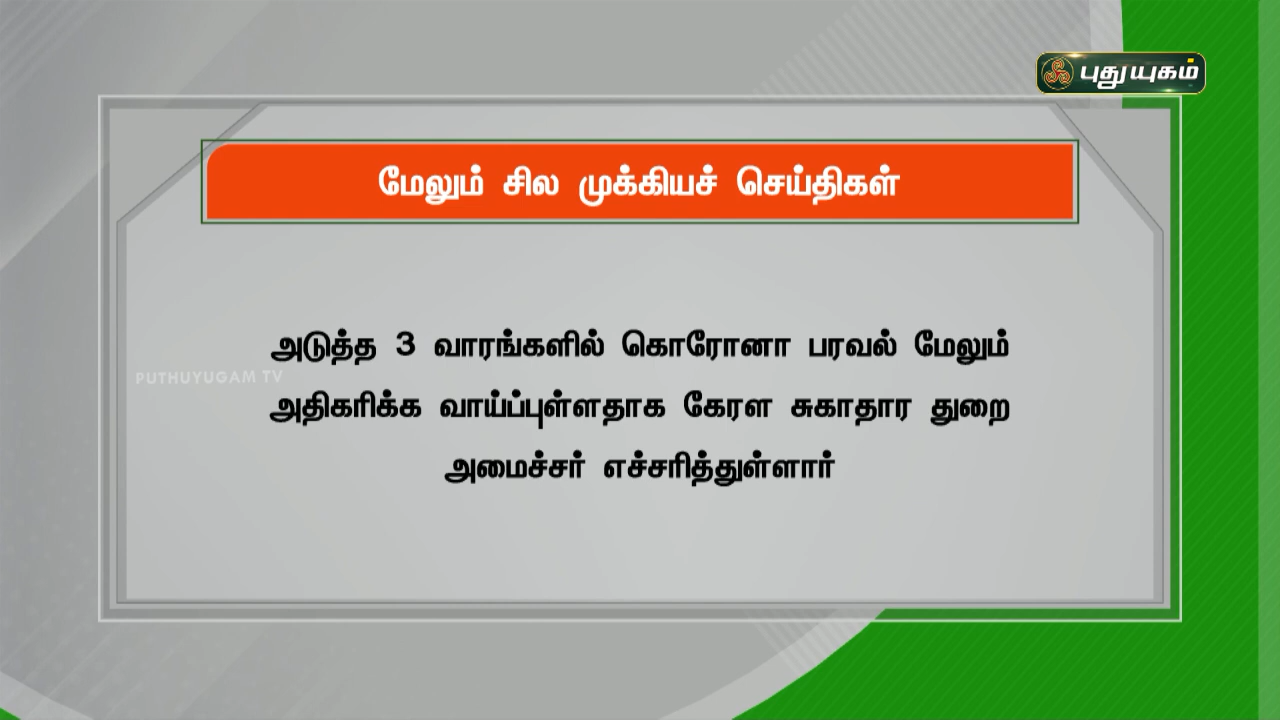 புதுயுகம்
மேலும் சில முக்கியச் செய்திகள்
அடுத்த 3 வாரங்களில் கொரோனா பரவல் மேலும்
PUTHUYUGAM TV
அதிகரிக்க வாய்ப்புள்ளதாக கேரள சுகாதார துறை
அமைச்சர் எச்சரித்துள்ளார்